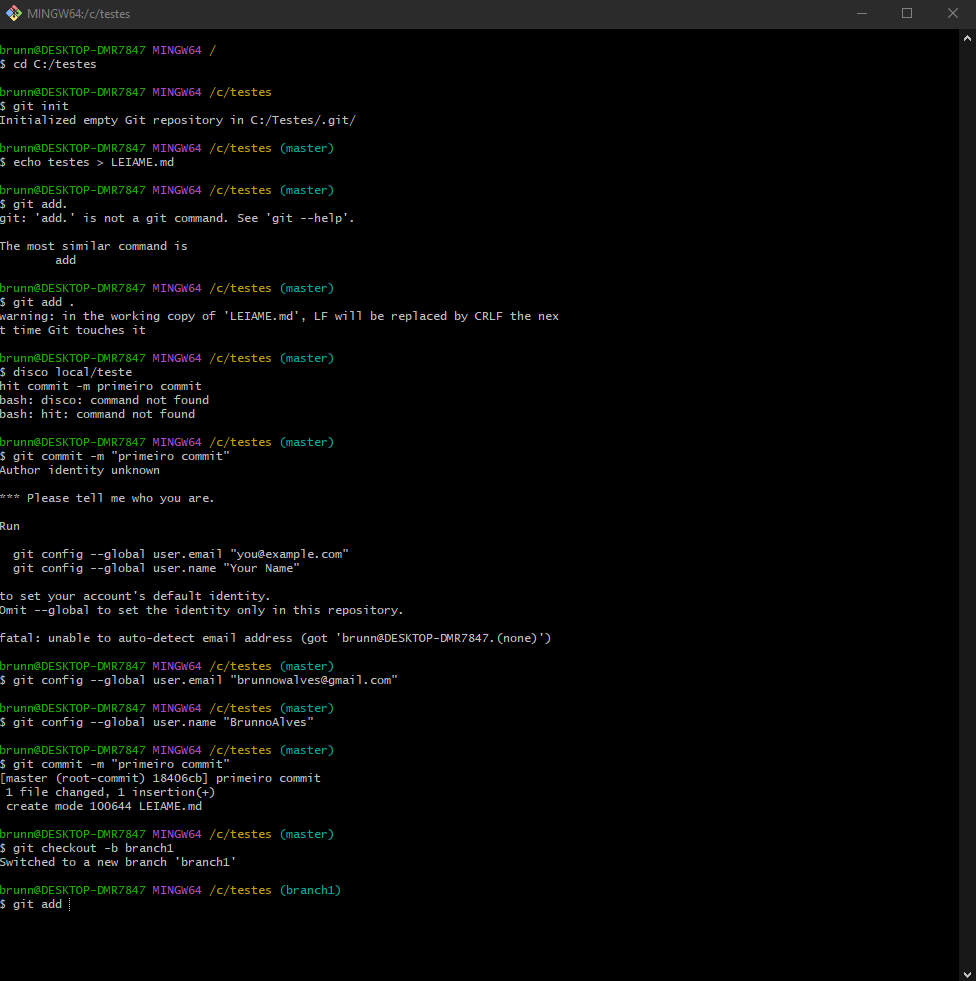 MINGW64:/c/testes
brunn@DESKTOP-DMR7847 MINGW64 /
$ cd C:/testes
brunn@DESKTOP-DMR7847 MINGW64 /c/testes
$ git init
Initialized empty Git repository in C:/Testes/.git/
brunn@DESKTOP-DMR7847 MINGW64 /c/testes (master)
$ echo testes > LEIAME.md
brunn@DESKTOP-DMR7847 MINGW64 /c/testes (master)
$ git add.
git: 'add.' is not a git command. See 'git --help'.
The most similar command is
add
brunn@DESKTOP-DMR7847 MINGW64 /c/testes (master)
$ git add .
warning: in the working copy of 'LEIAME.md', LF will be replaced by CRLF the nex
t time Git touches it
brunn@DESKTOP-DMR7847 MINGW64 /c/testes (master)
$ disco local/teste
hit commit -m primeiro commit
bash: disco: command not found
bash: hit: command not found
brunn@DESKTOP-DMR7847 MINGW64 /c/testes (master)
$ git commit -m "primeiro commit"
Author identity unknown
*** Please tell me who you are.
Run
git config --global user.email "you@example.com"
git config --global user.name "Your Name"
to set your account's default identity.
Omit --global to set the identity only in this repository.
fatal: unable to auto-detect email address (got 'brunn@DESKTOP-DMR7847.(none)')
brunn@DESKTOP-DMR7847 MINGW64 /c/testes (master)
$ git config --global user.email "brunnowalves@gmail.com"
brunn@DESKTOP-DMR7847 MINGW64 /c/testes (master)
$ git config --global user.name "BrunnoAlves"
brunn@DESKTOP-DMR7847 MINGW64 /c/testes (master)
$ git commit -m "primeiro commit"
[master (root-commit) 18406cb] primeiro commit
1 file changed, 1 insertion(+)
create mode 100644 LEIAME.md
brunn@DESKTOP-DMR7847 MINGW64 /c/testes (master)
$ git checkout -b branch1
Switched to a new branch 'branch1'
brunn@DESKTOP-DMR7847 MINGW64 /c/testes (branch1)
$ git add